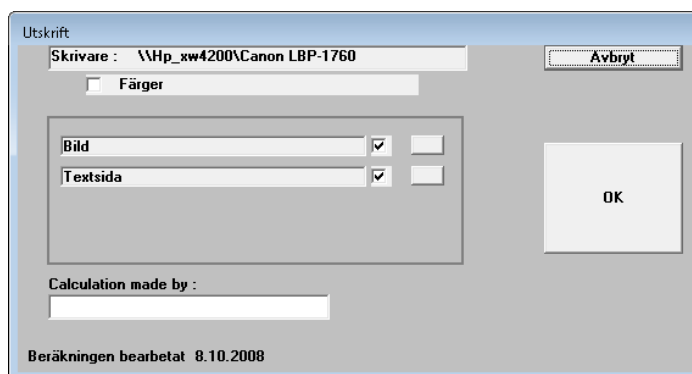 Utskrift
Skrivare : \\Hp_xw4200\Canon LBP-1760
Avbryt
Färger
Bild
Textsida
OK
Calculation made by :
Beräkningen bearbetat 8.10.2008